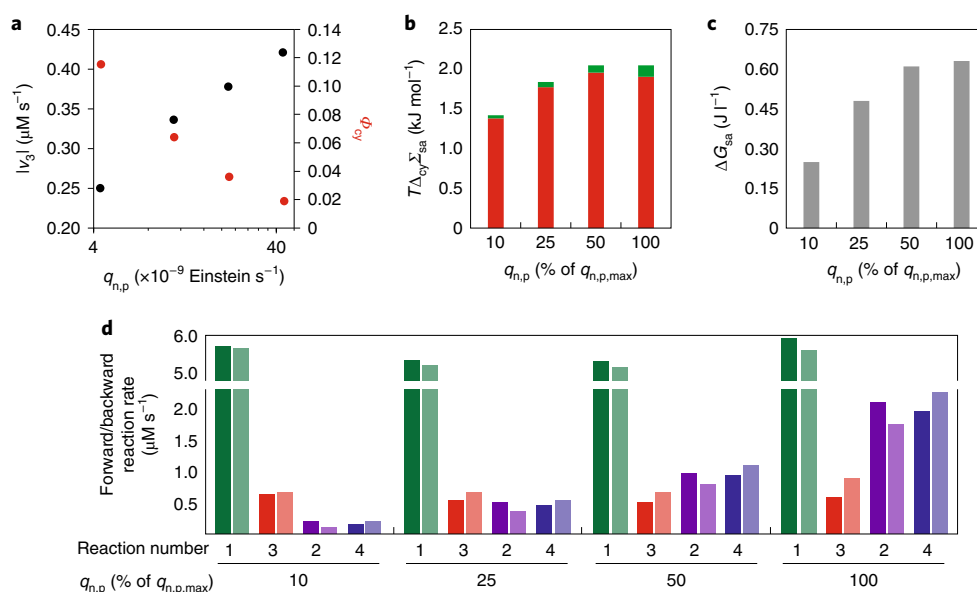 a
0.45
0.40
0.35
0.30
0.25
0.20
|v₃| (μM s⁻¹)
0.14
0.12
0.10
0.08
0.06
0.04
0.02
0
Φcy
4
40
qn,p (×10⁻⁹ Einstein s⁻¹)
b
2.5
2.0
1.5
1.0
0.5
0
TΔcyΣsa (kJ mol⁻¹)
10 25 50 100
qn,p (% of qn,p,max)
c
0.75
0.60
0.45
0.30
0.15
0
ΔGsa (J l⁻¹)
10 25 50 100
qn,p (% of qn,p,max)
d
6.0
5.0
2.0
1.0
0.5
Forward/backward
reaction rate
(μM s⁻¹)
Reaction number 1 3 2 4 1 3 2 4 1 3 2 4 1 3 2 4
qn,p (% of qn,p,max) 10 25 50 100